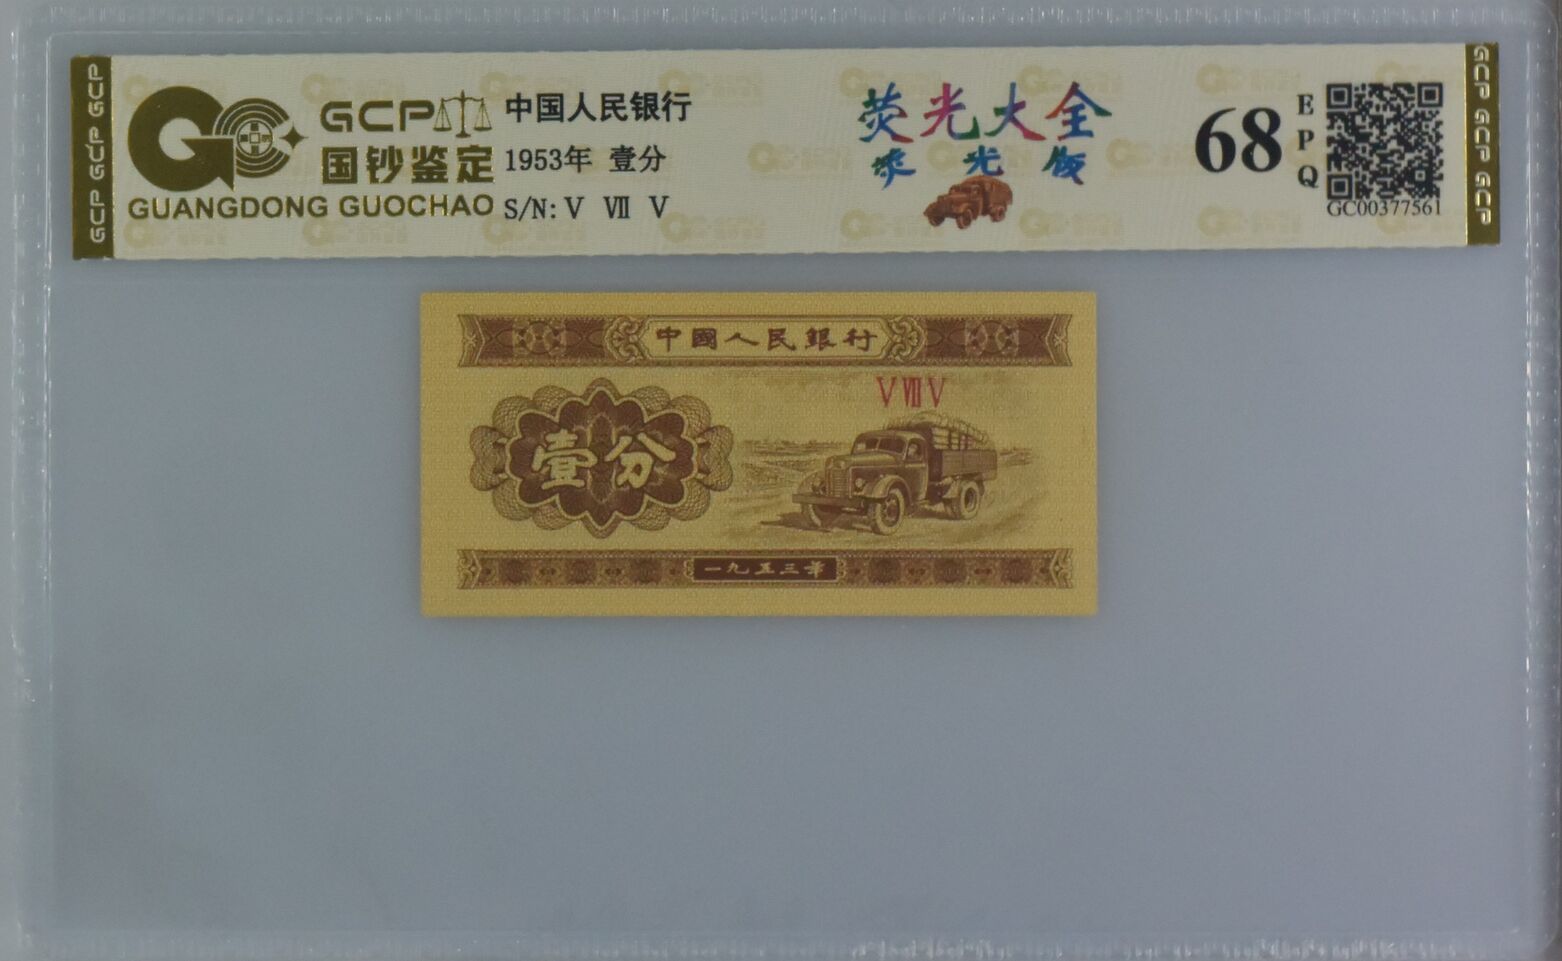 GCP GCP GCP
GCP
国钞鉴定
GUANGDONG GUOCHAO
中国人民银行
1953年 壹分
S/N: V Ⅶ V
荧光大全
荧光版
68
EPQ
GC00377561
GCP GCP GCP
中國人民銀行
V Ⅶ V
壹分
一九五三年